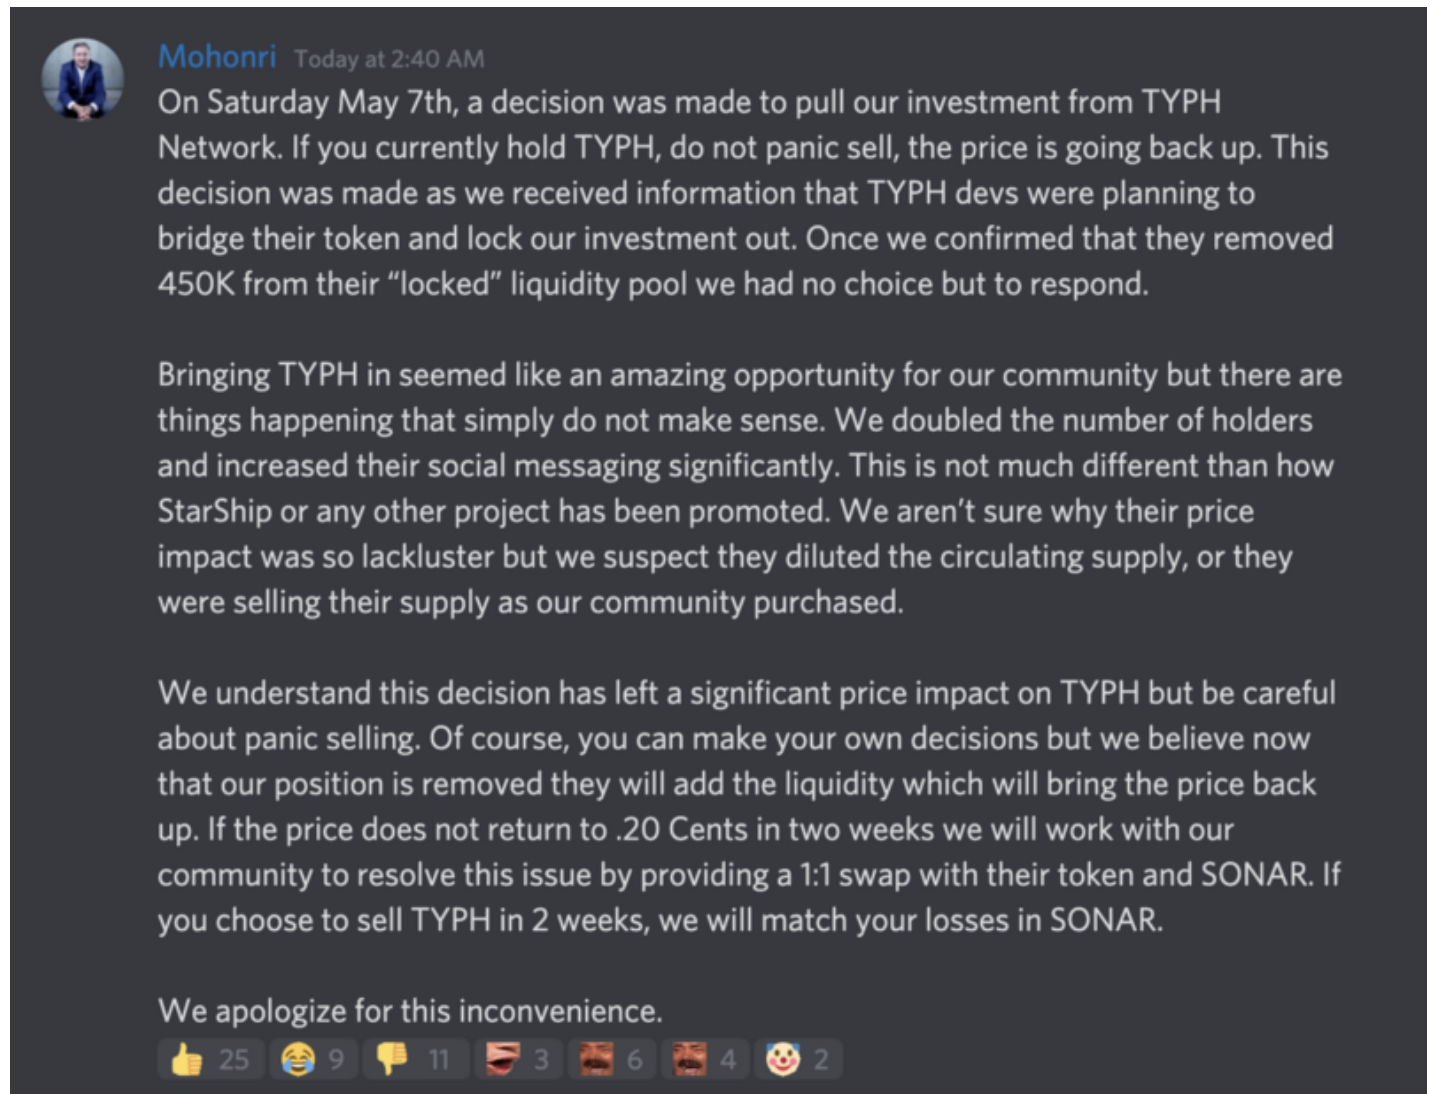 Mohonri Today at 2:40 AM
On Saturday May 7th, a decision was made to pull our investment from TYPH
Network. If you currently hold TYPH, do not panic sell, the price is going back up. This
decision was made as we received information that TYPH devs were planning to
bridge their token and lock our investment out. Once we confirmed that they removed
450K from their “locked” liquidity pool we had no choice but to respond.
Bringing TYPH in seemed like an amazing opportunity for our community but there are
things happening that simply do not make sense. We doubled the number of holders
and increased their social messaging significantly. This is not much different than how
StarShip or any other project has been promoted. We aren’t sure why their price
impact was so lackluster but we suspect they diluted the circulating supply, or they
were selling their supply as our community purchased.
We understand this decision has left a significant price impact on TYPH but be careful
about panic selling. Of course, you can make your own decisions but we believe now
that our position is removed they will add the liquidity which will bring the price back
up. If the price does not return to .20 Cents in two weeks we will work with our
community to resolve this issue by providing a 1:1 swap with their token and SONAR. If
you choose to sell TYPH in 2 weeks, we will match your losses in SONAR.
We apologize for this inconvenience.
25 9 11 3 6 4 2